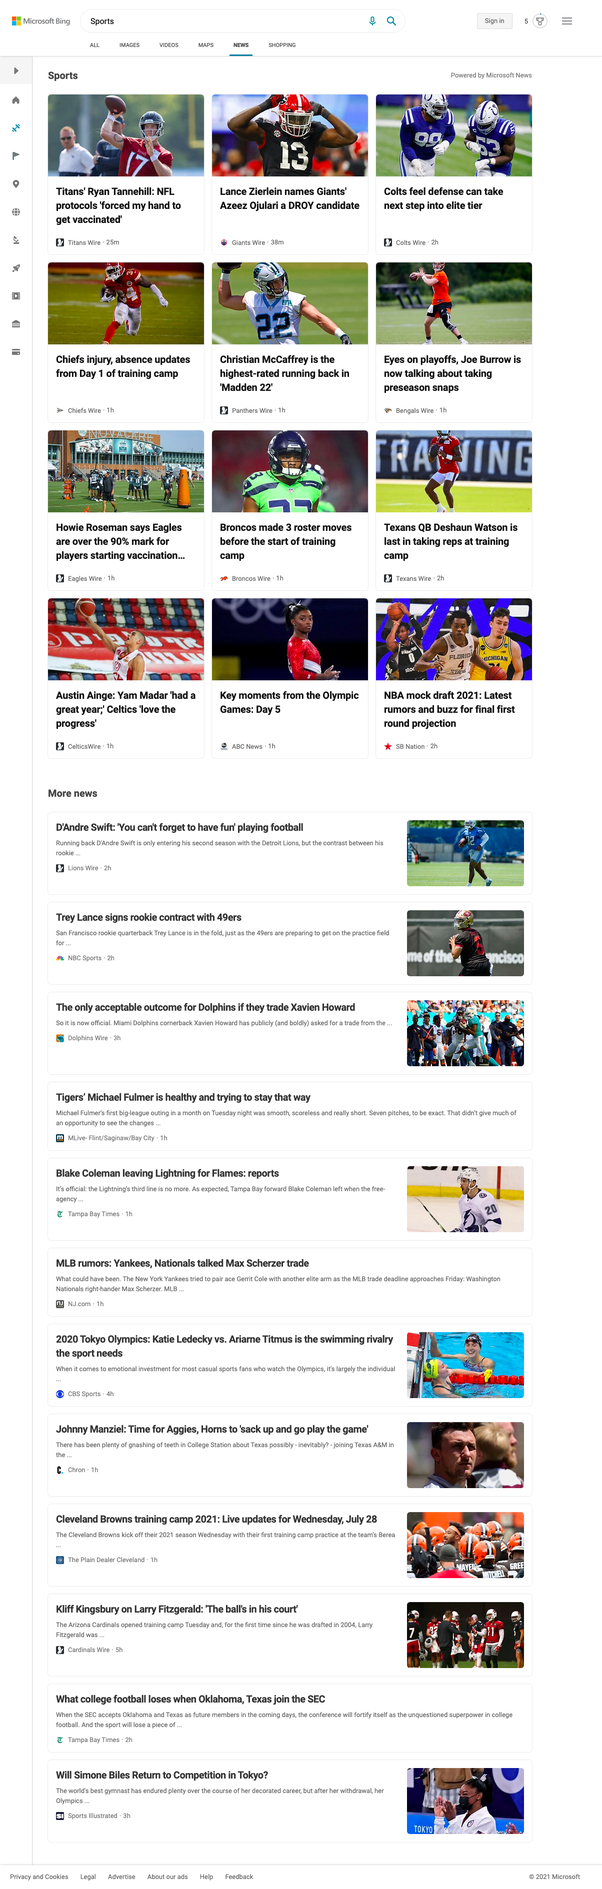 Microsoft Bing
Sports
Sign in
5
ALL IMAGES VIDEOS MAPS NEWS SHOPPING
Sports
Powered by Microsoft News
Titans' Ryan Tannehill: NFL
protocols 'forced my hand to
get vaccinated'
Titans Wire · 25m
Lance Zierlein names Giants'
Azeez Ojulari a DROY candidate
Giants Wire · 38m
Colts feel defense can take
next step into elite tier
Colts Wire · 2h
Chiefs injury, absence updates
from Day 1 of training camp
Chiefs Wire · 1h
Christian McCaffrey is the
highest-rated running back in
'Madden 22'
Panthers Wire · 1h
Eyes on playoffs, Joe Burrow is
now talking about taking
preseason snaps
Bengals Wire · 1h
Howie Roseman says Eagles
are over the 90% mark for
players starting vaccination...
Eagles Wire · 1h
Broncos made 3 roster moves
before the start of training
camp
Broncos Wire · 1h
TRAINING
Texans QB Deshaun Watson is
last in taking reps at training
camp
Texans Wire · 2h
Austin Ainge: Yam Madar 'had a
great year;' Celtics 'love the
progress'
CelticsWire · 1h
Key moments from the Olympic
Games: Day 5
ABC News · 1h
NBA mock draft 2021: Latest
rumors and buzz for final first
round projection
SB Nation · 2h
More news
D'Andre Swift: 'You can't forget to have fun' playing football
Running back D'Andre Swift is only entering his second season with the Detroit Lions, but the contrast between his
rookie ...
Lions Wire · 2h
Trey Lance signs rookie contract with 49ers
San Francisco rookie quarterback Trey Lance is in the fold, just as the 49ers are preparing to get on the practice field
for ...
NBC Sports · 2h
The only acceptable outcome for Dolphins if they trade Xavien Howard
So it is now official. Miami Dolphins cornerback Xavien Howard has publicly (and boldly) asked for a trade from the ...
Dolphins Wire · 3h
Tigers' Michael Fulmer is healthy and trying to stay that way
Michael Fulmer's first big-league outing in a month on Tuesday night was smooth, scoreless and really short. Seven pitches, to be exact. That didn't give much of
an opportunity to see the changes ...
MLive- Flint/Saginaw/Bay City · 1h
Blake Coleman leaving Lightning for Flames: reports
It's official: the Lightning's third line is no more. As expected, Tampa Bay forward Blake Coleman left when the free-
agency ...
Tampa Bay Times · 1h
MLB rumors: Yankees, Nationals talked Max Scherzer trade
What could have been. The New York Yankees tried to pair ace Gerrit Cole with another elite arm as the MLB trade deadline approaches Friday: Washington
Nationals right-hander Max Scherzer. MLB ...
NJ.com · 1h
2020 Tokyo Olympics: Katie Ledecky vs. Ariarne Titmus is the swimming rivalry
the sport needs
When it comes to emotional investment for most casual sports fans who watch the Olympics, it's largely the individual
...
CBS Sports · 4h
Johnny Manziel: Time for Aggies, Horns to 'sack up and go play the game'
There has been plenty of gnashing of teeth in College Station about Texas possibly - inevitably? - joining Texas A&M in
the ...
Chron · 1h
Cleveland Browns training camp 2021: Live updates for Wednesday, July 28
The Cleveland Browns kick off their 2021 season Wednesday with their first training camp practice at the team's Berea
...
The Plain Dealer Cleveland · 1h
Kliff Kingsbury on Larry Fitzgerald: 'The ball's in his court'
The Arizona Cardinals opened training camp Tuesday and, for the first time since he was drafted in 2004, Larry
Fitzgerald was ...
Cardinals Wire · 5h
What college football loses when Oklahoma, Texas join the SEC
When the SEC accepts Oklahoma and Texas as future members in the coming days, the conference will fortify itself as the unquestioned superpower in college
football. And the sport will lose a piece of ...
Tampa Bay Times · 2h
Will Simone Biles Return to Competition in Tokyo?
The world's best gymnast has endured plenty over the course of her decorated career, but after her withdrawal, her
Olympics ...
Sports Illustrated · 3h
TOKYO
Privacy and Cookies Legal Advertise About our ads Help Feedback
© 2021 Microsoft